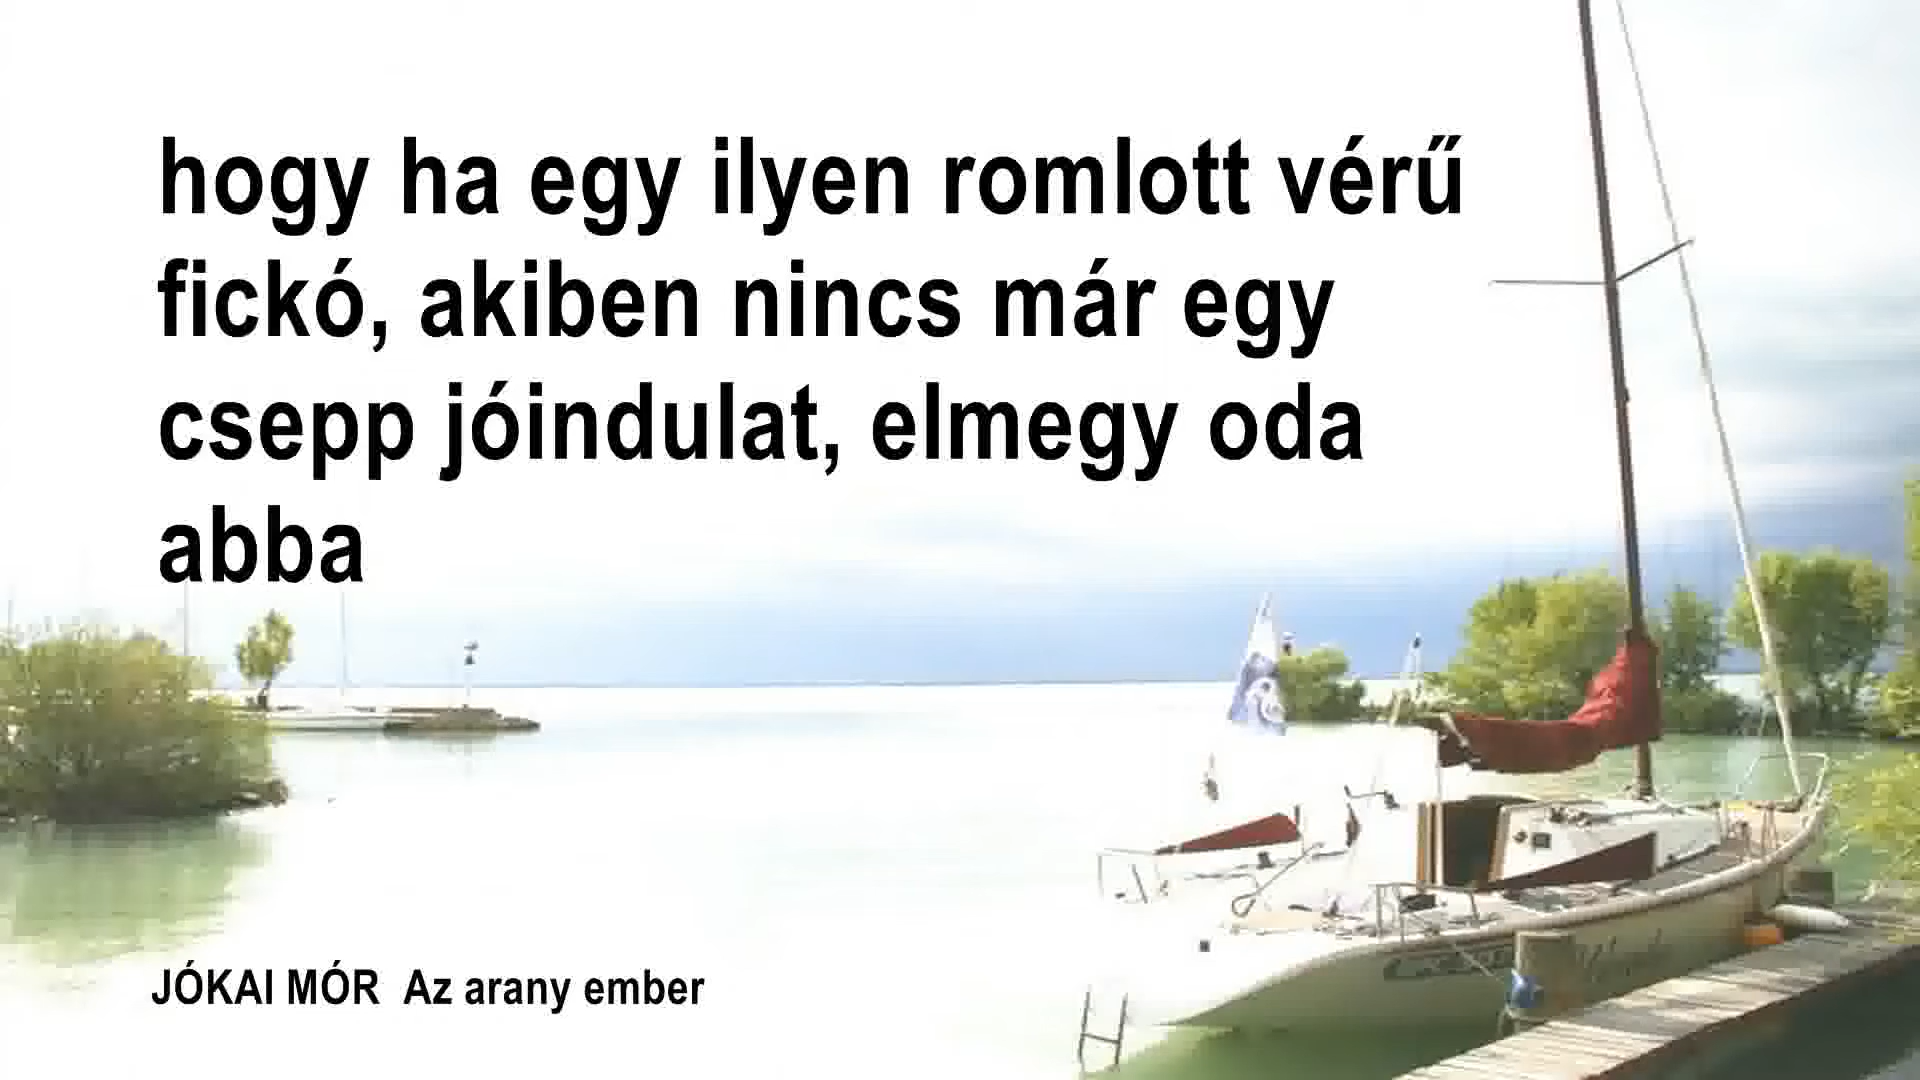 hogy ha egy ilyen romlott vérű
fickó, akiben nincs már egy
csepp jóindulat, elmegy oda
abba
JÓKAI MÓR Az arany ember